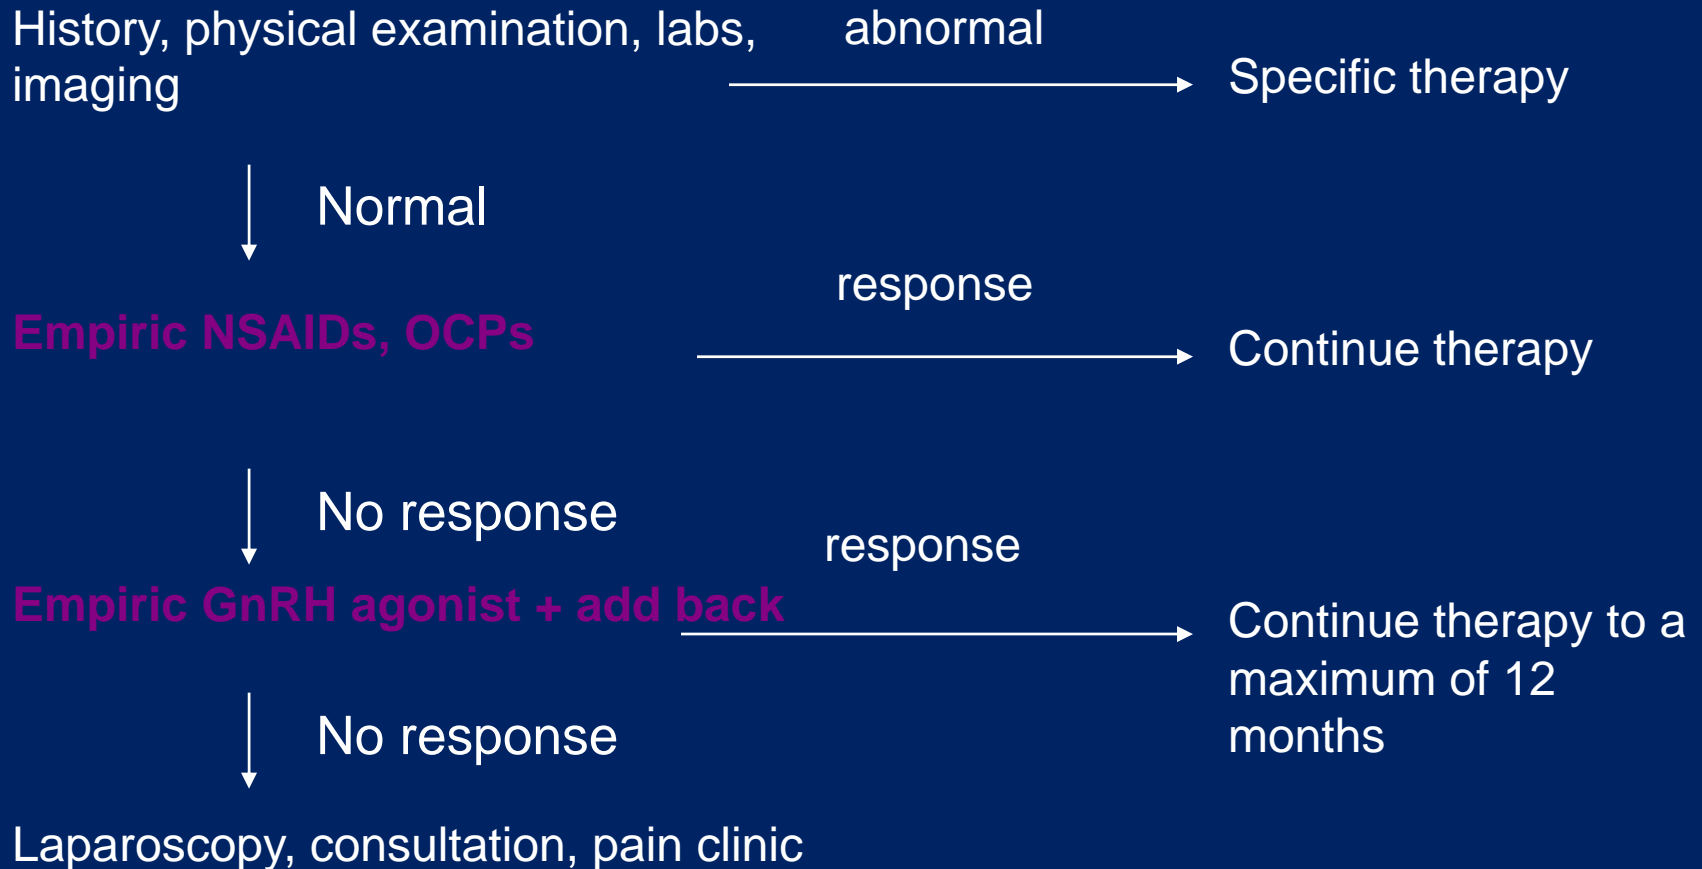 History, physical examination, labs,
imaging
abnormal
Specific therapy
Normal
Empiric NSAIDs, OCPs
response
Continue therapy
No response
Empiric GnRH agonist + add back
response
Continue therapy to a
maximum of 12
months
No response
Laparoscopy, consultation, pain clinic